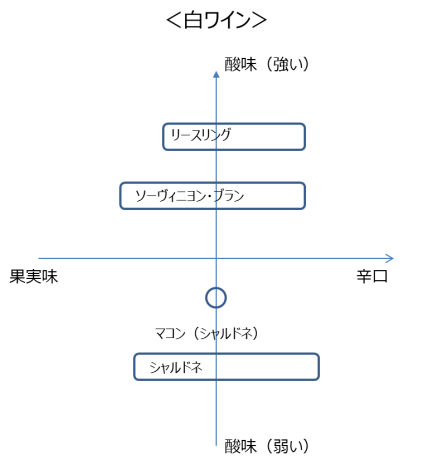 ＜白ワイン＞
酸味（強い）
リースリング
ソーヴィニヨン・ブラン
果実味
辛口
マコン（シャルドネ）
シャルドネ
酸味（弱い）